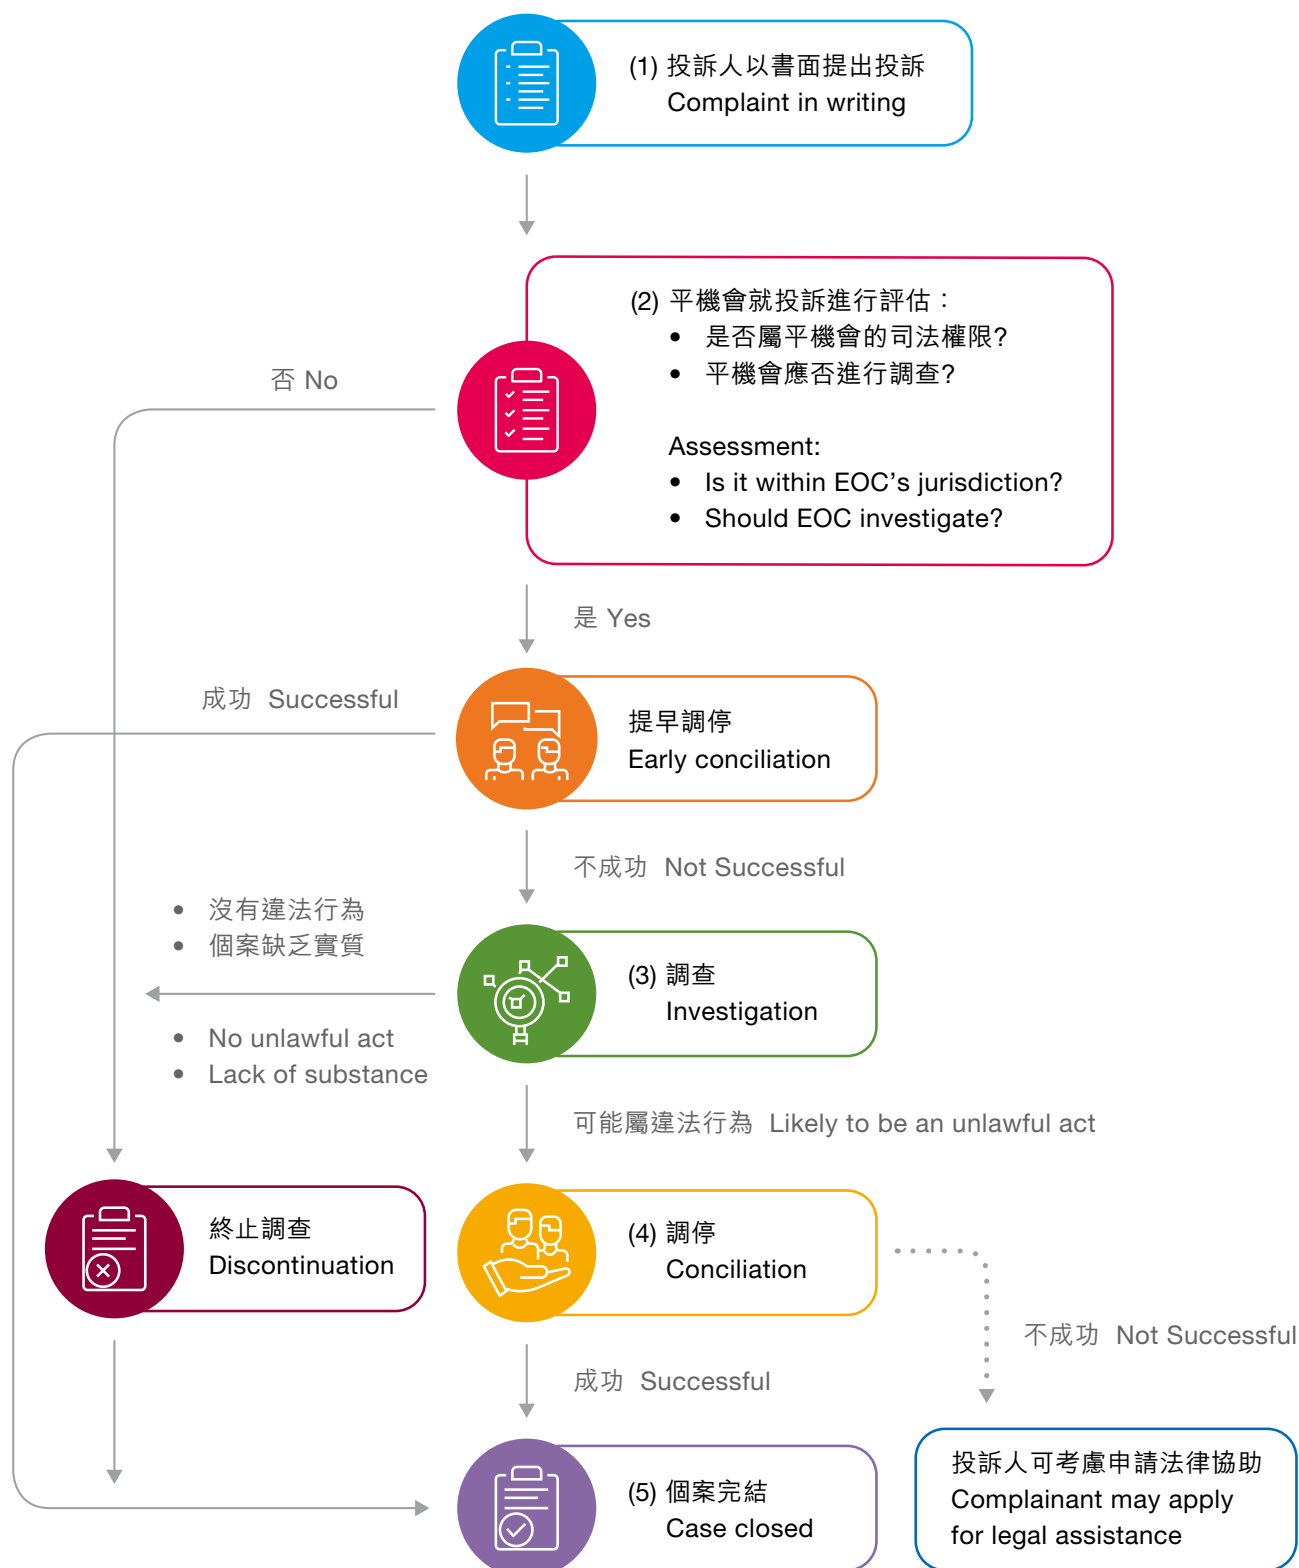 (1) 投訴人以書面提出投訴
Complaint in writing
(2) 平機會就投訴進行評估：
• 是否屬平機會的司法權限?
• 平機會應否進行調查?
Assessment:
• Is it within EOC’s jurisdiction?
• Should EOC investigate?
否 No
是 Yes
成功 Successful
提早調停
Early conciliation
不成功 Not Successful
• 沒有違法行為
• 個案缺乏實質
• No unlawful act
• Lack of substance
(3) 調查
Investigation
可能屬違法行為 Likely to be an unlawful act
終止調查
Discontinuation
(4) 調停
Conciliation
不成功 Not Successful
成功 Successful
(5) 個案完結
Case closed
投訴人可考慮申請法律協助
Complainant may apply
for legal assistance